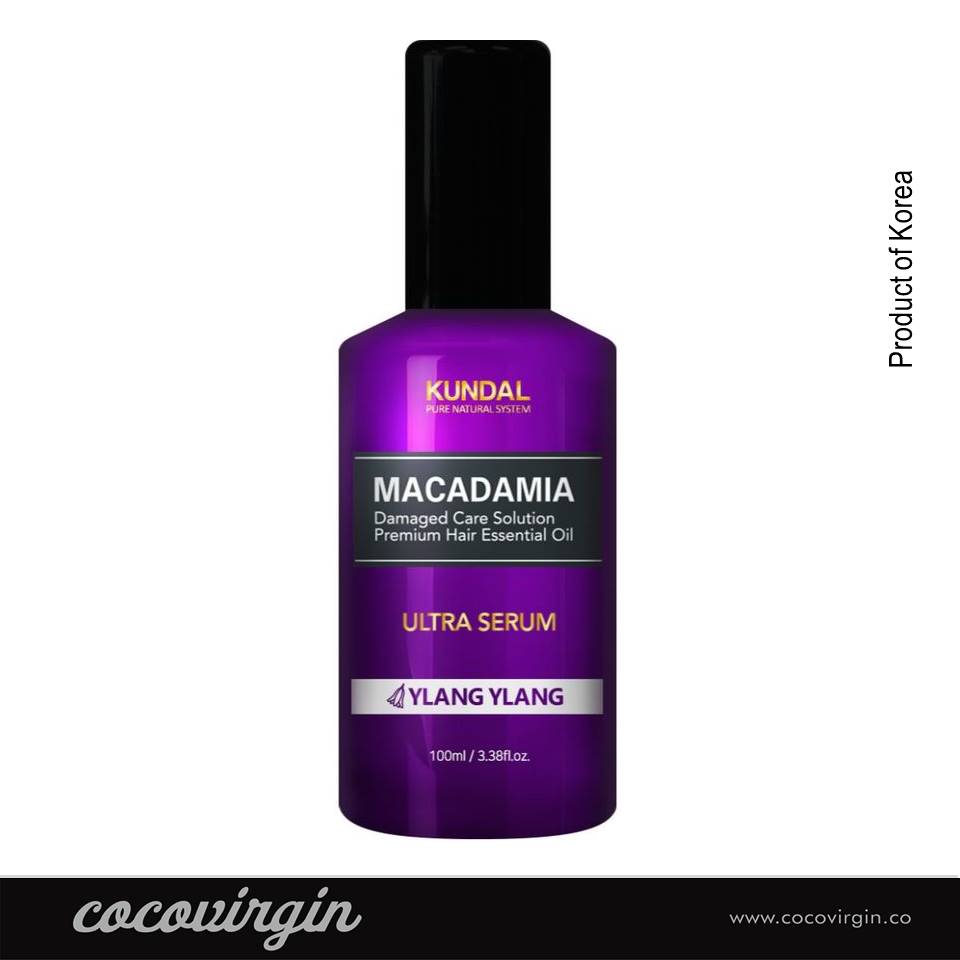 Product of Korea
KUNDAL
PURE NATURAL SYSTEM
MACADAMIA
Damaged Care Solution
Premium Hair Essential Oil
ULTRA SERUM
YLANG YLANG
100ml / 3.38fl.oz.
cocovirgin
www.cocovirgin.co